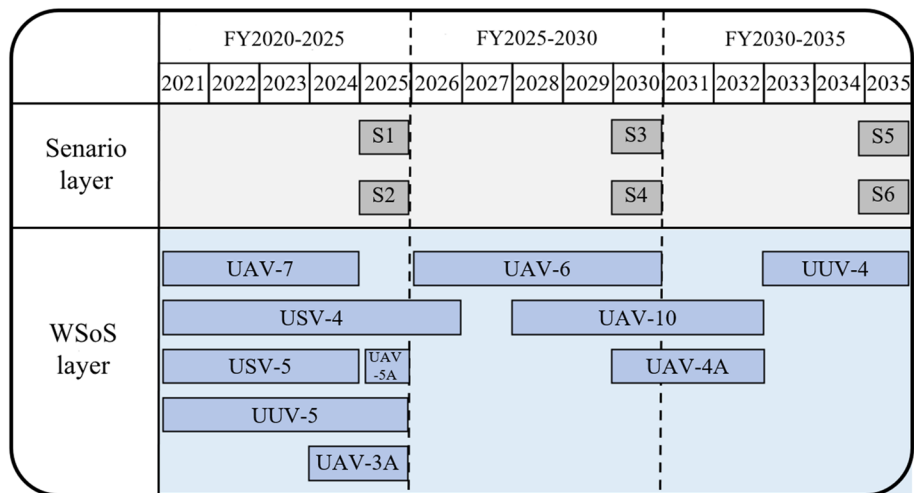 FY2020-2025 FY2025-2030 FY2030-2035
2021 2022 2023 2024 2025 2026 2027 2028 2029 2030 2031 2032 2033 2034 2035
Senario
layer
S1 S3 S5
S2 S4 S6
WSoS
layer
UAV-7 UAV-6 UUV-4
USV-4 UAV-10
USV-5 UAV
-5A UAV-4A
UUV-5
UAV-3A